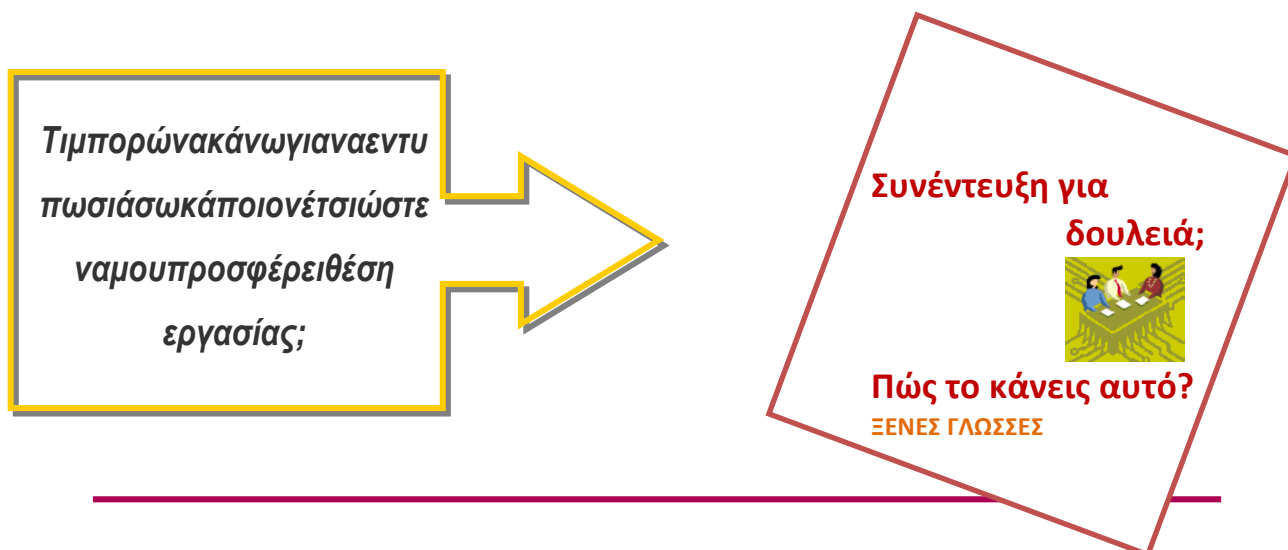 Τιμπορώνακάνωγιαναεντυ
πωσιάσωκάποιονέτσιώστε
ναμουπροσφέρειθέση
εργασίας;
Συνέντευξη για
δουλειά;
Πώς το κάνεις αυτό?
ΞΕΝΕΣ ΓΛΩΣΣΕΣ